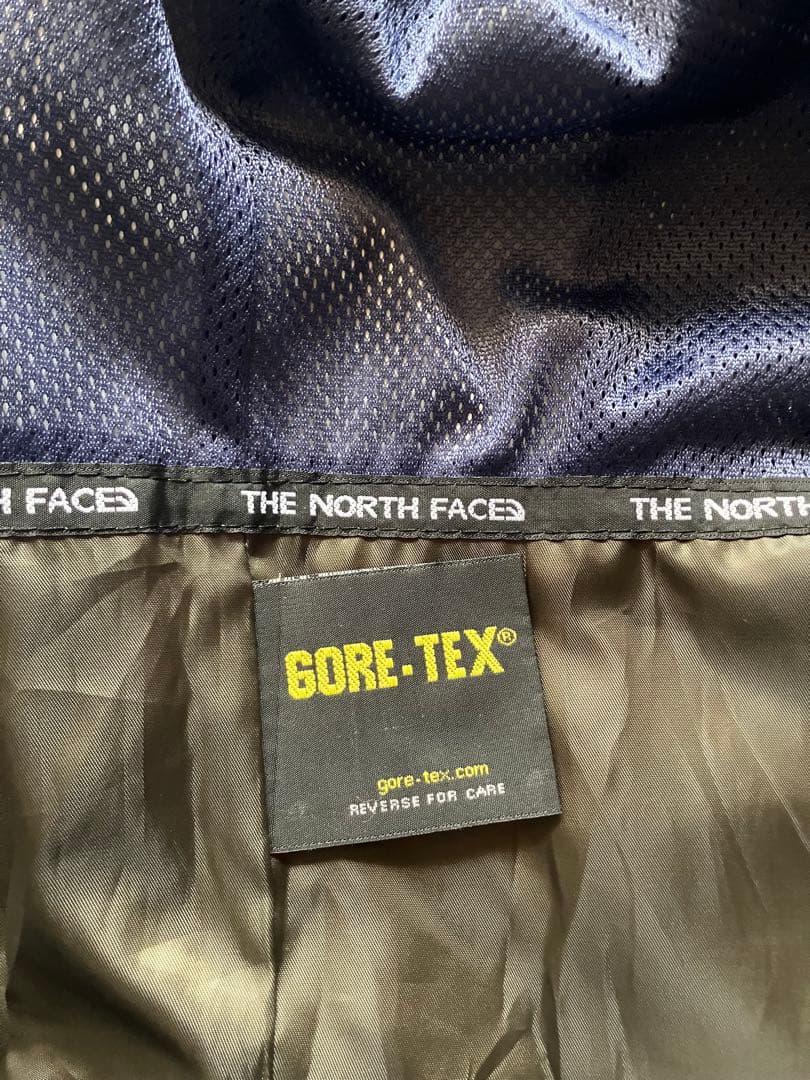 H FACE THE NORTH FACE THE NORTH
GORE-TEX®
gore-tex.com
REVERSE FOR CARE